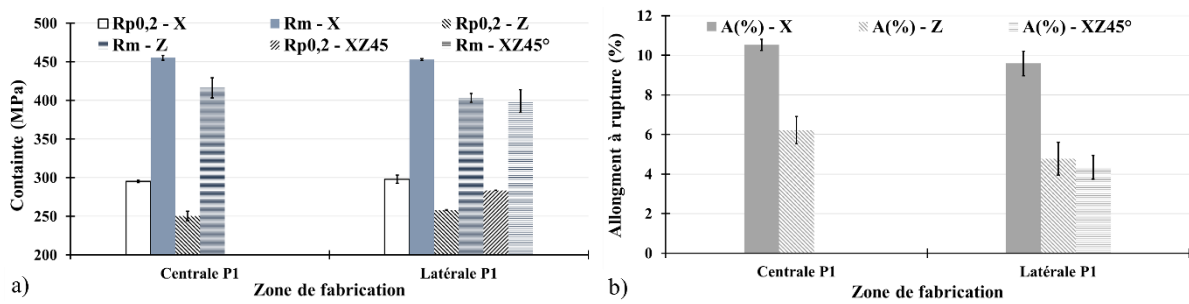 500
450
400
350
300
250
200
Containte (MPa)
Rp0,2 - X
Rm - X
Rp0,2 - Z
Rm - Z
Rp0,2 - XZ45
Rm - XZ45°
Centrale P1
Latérale P1
Zone de fabrication
a)
12
10
8
6
4
2
0
Allongment à rupture (%)
A(%) - X
A(%) - Z
A(%) - XZ45°
Centrale P1
Latérale P1
Zone de fabrication
b)